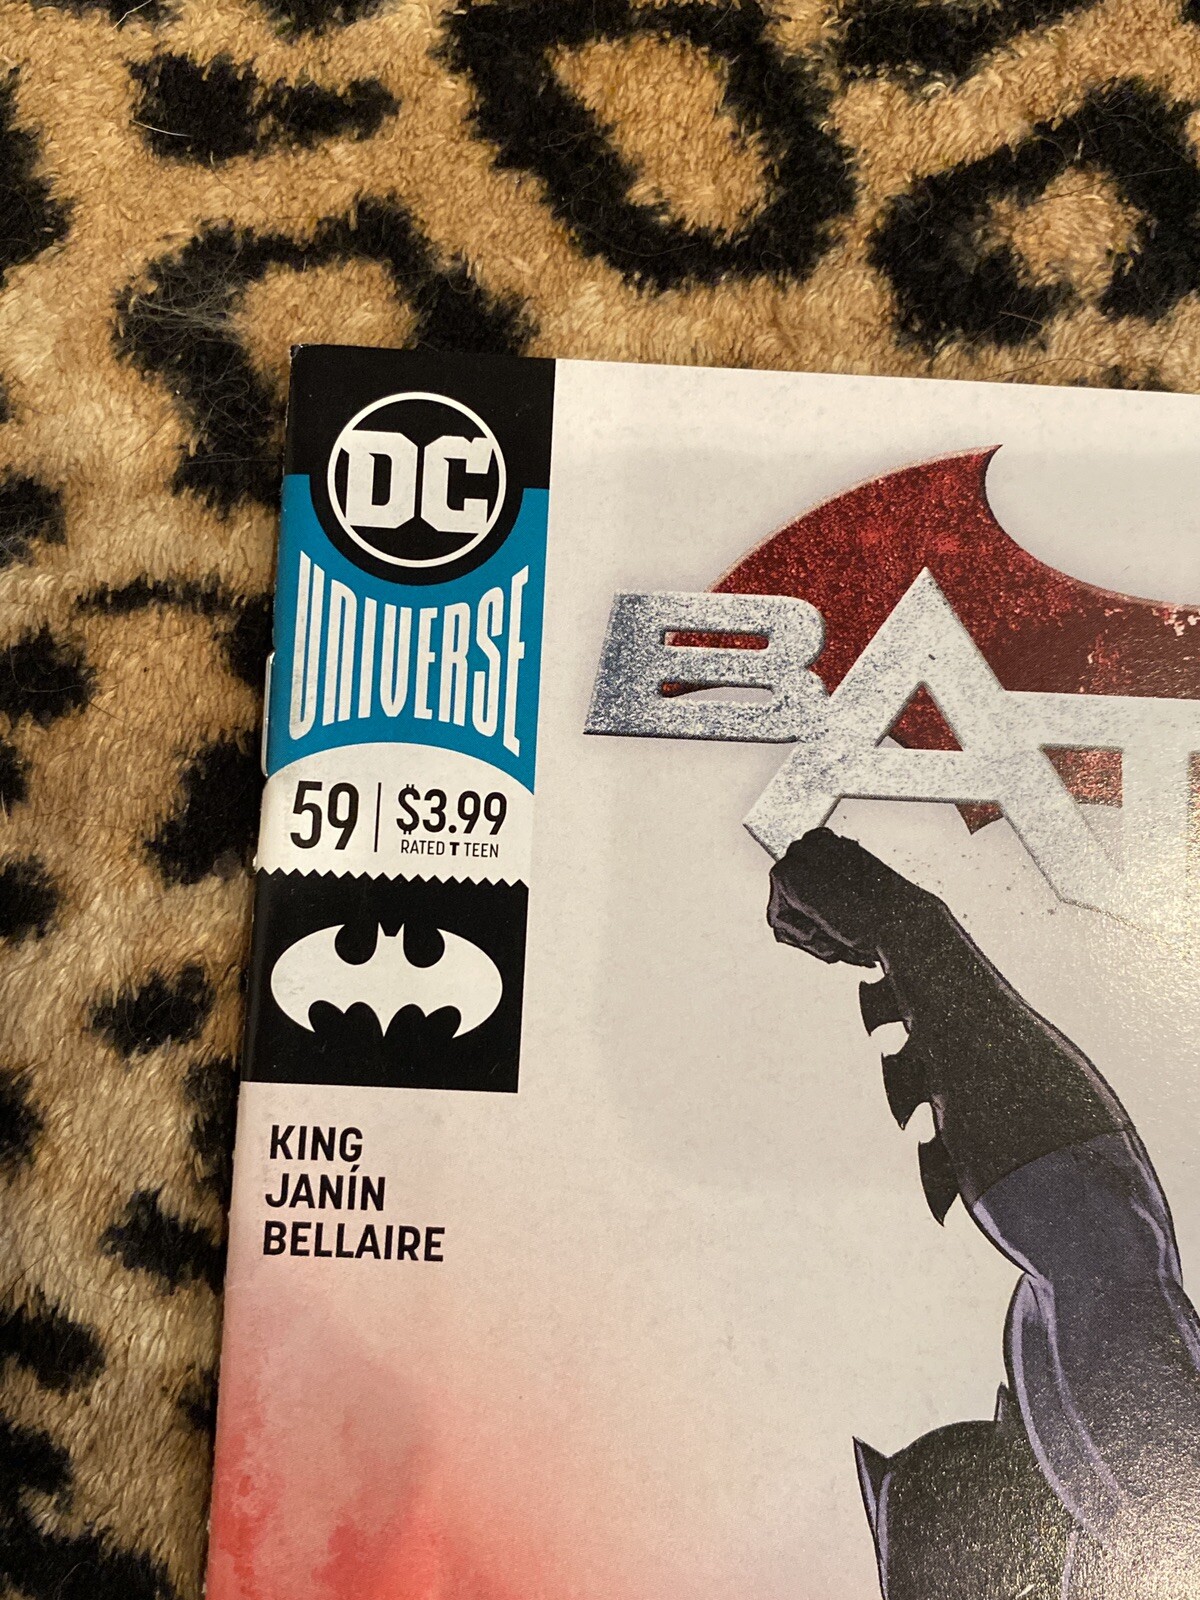 DC
UNIVERSE
59 | $3.99
RATED T TEEN
KING
JANÍN
BELLAIRE
BAT